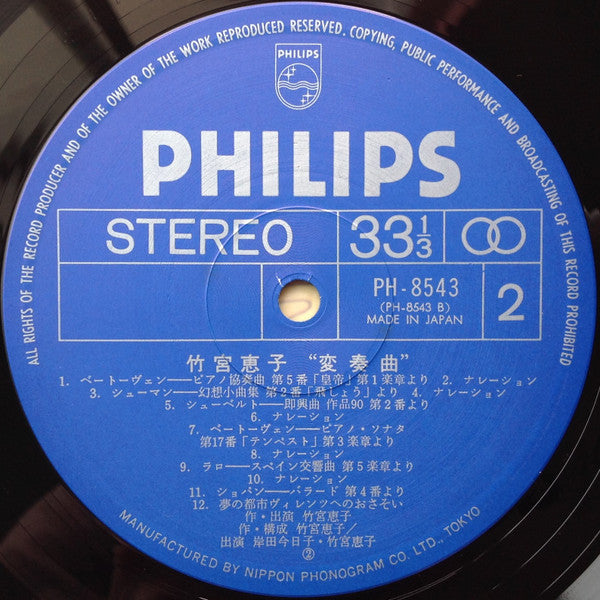 ALL RIGHTS OF THE RECORD PRODUCER AND OF THE OWNER OF THE WORK REPRODUCED RESERVED. COPYING, PUBLIC PERFORMANCE AND BROADCASTING OF THIS RECORD PROHIBITED
PHILIPS
PHILIPS
STEREO 33 1/3
PH-8543
(PH-8543 B)
MADE IN JAPAN
2
竹宮恵子 “変奏曲”
1. ベートーヴェン──ピアノ協奏曲 第5番「皇帝」第1楽章より 2. ナレーション
3. シューマン──幻想小曲集 第2番「飛しょう」より 4. ナレーション
5. シューベルト──即興曲 作品90 第2番より
6. ナレーション
7. ベートーヴェン──ピアノ・ソナタ
第17番「テンペスト」第3楽章より
8. ナレーション
9. ラロ──スペイン交響曲 第5楽章より
10. ナレーション
11. ショパン──バラード 第4番より
12. 夢の都市ヴィレンツへのおさそい
作・出演 竹宮恵子
作・構成 竹宮恵子／
出演 岸田今日子・竹宮恵子
②
MANUFACTURED BY NIPPON PHONOGRAM CO. LTD., TOKYO